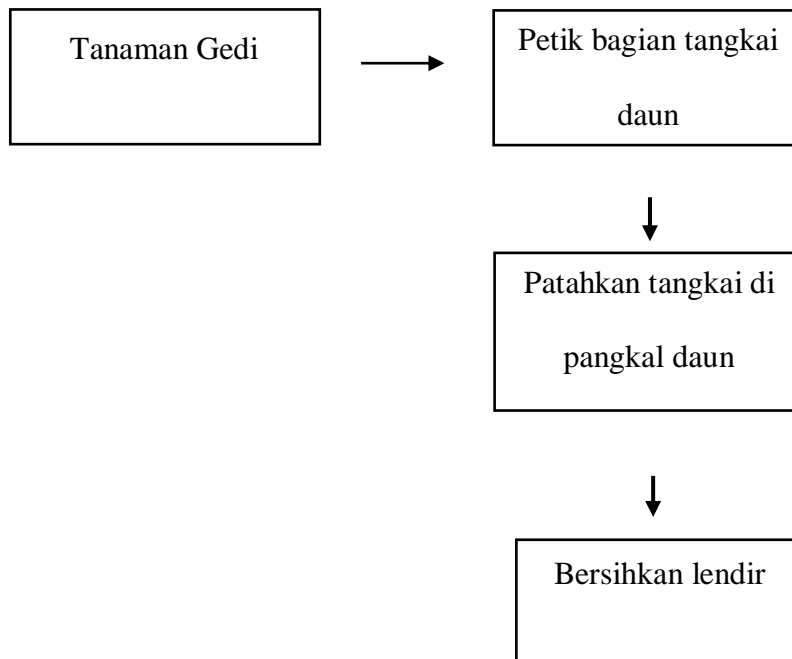 Tanaman Gedi
Petik bagian tangkai
daun
Patahkan tangkai di
pangkal daun
Bersihkan lendir